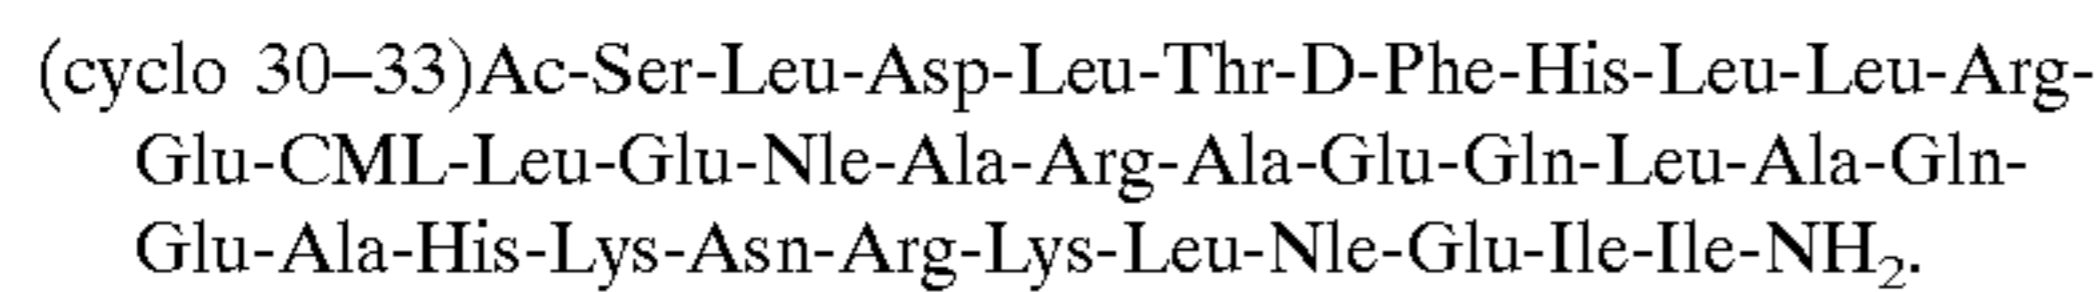 (cyclo 30–33)Ac-Ser-Leu-Asp-Leu-Thr-D-Phe-His-Leu-Leu-Arg-
Glu-CML-Leu-Glu-Nle-Ala-Arg-Ala-Glu-Gln-Leu-Ala-Gln-
Glu-Ala-His-Lys-Asn-Arg-Lys-Leu-Nle-Glu-Ile-Ile-NH₂.